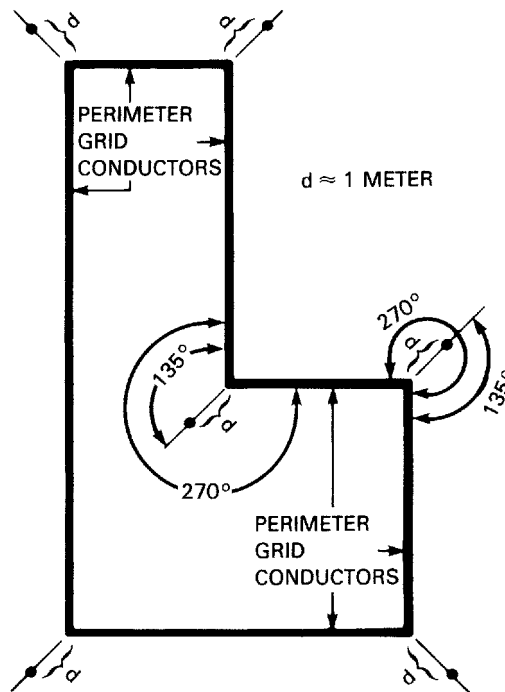 d
d
PERIMETER
GRID
CONDUCTORS
d ≈ 1 METER
270°
d
135°
135°
d
270°
PERIMETER
GRID
CONDUCTORS
d
d